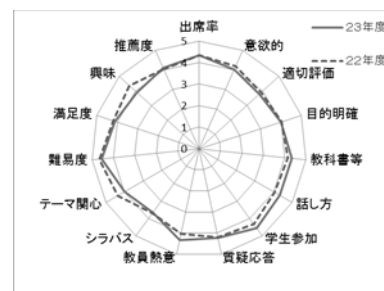 出席率
意欲的
適切評価
目的明確
教科書等
話し方
学生参加
質疑応答
教員熱意
シラバス
テーマ関心
難易度
満足度
興味
推薦度
5
4
3
2
1
0
23年度
22年度